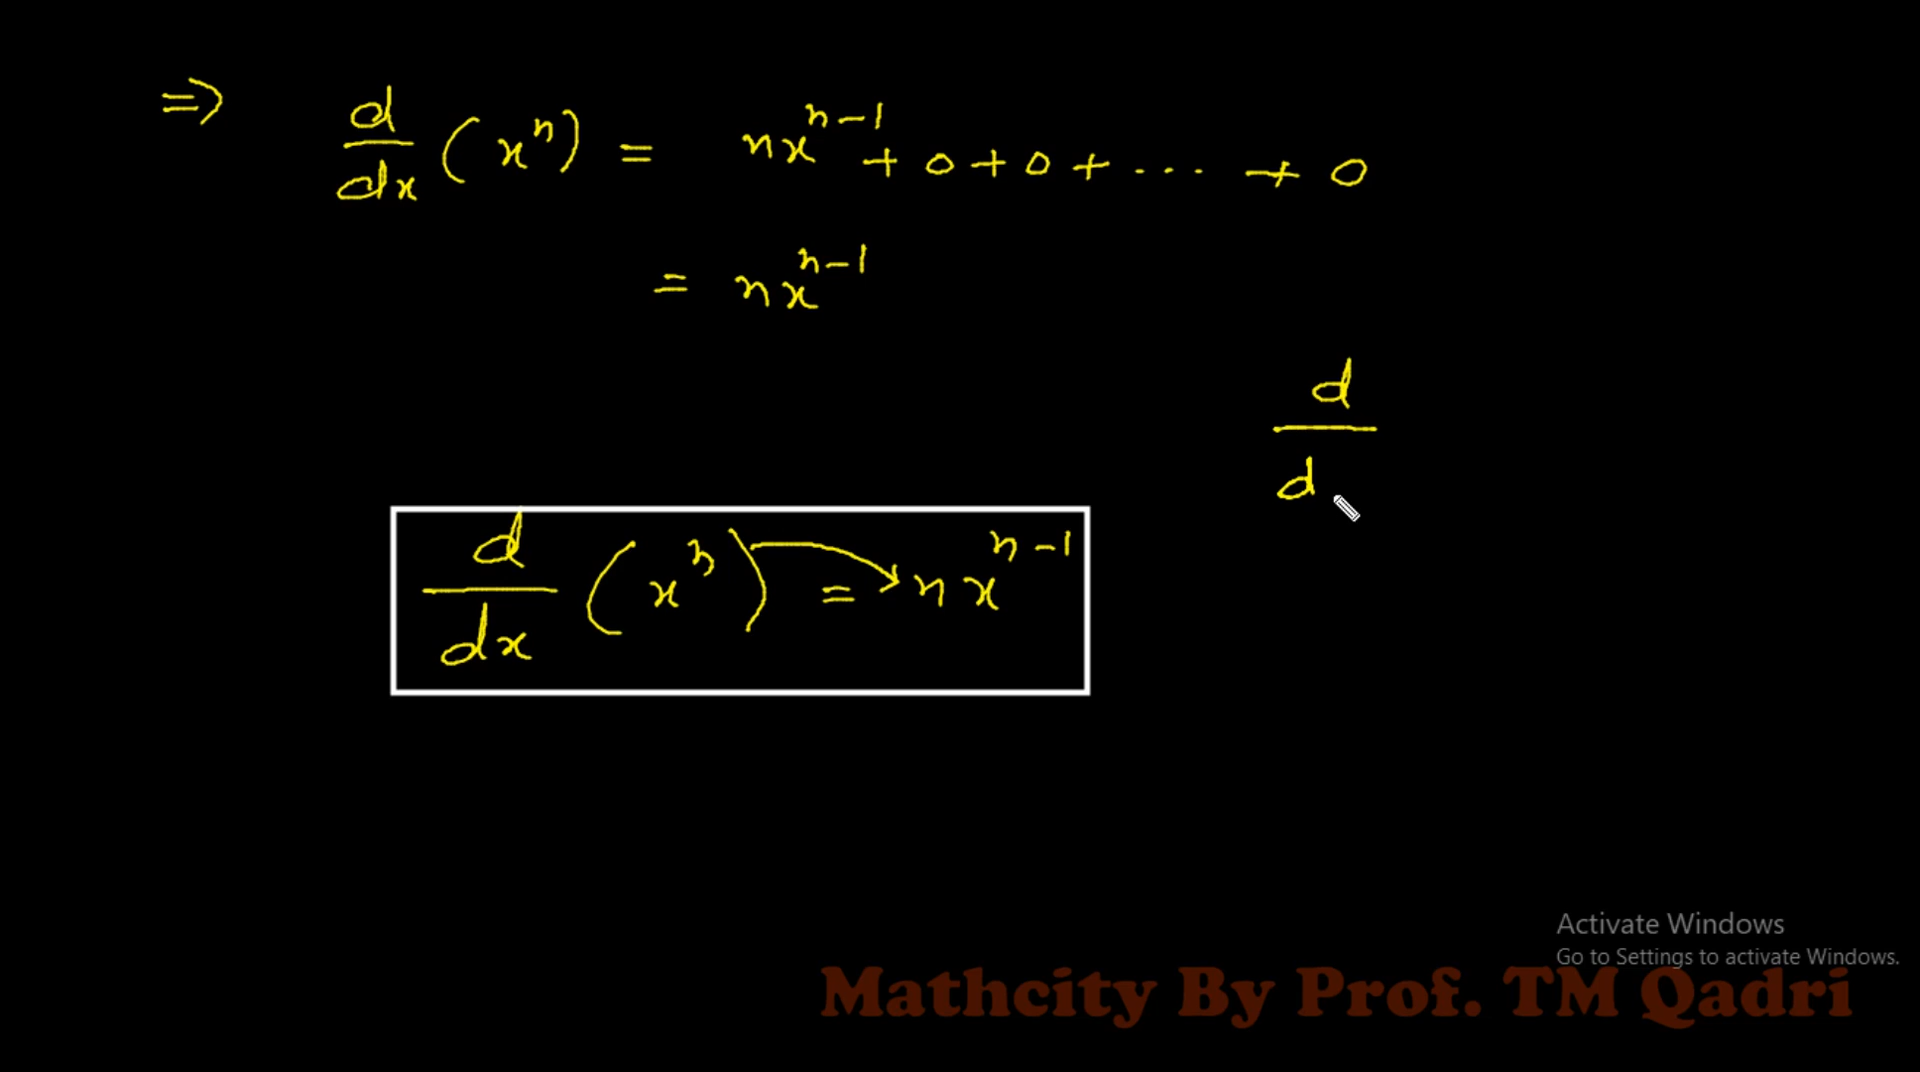 ⇒ d/dx (xⁿ) = nxⁿ⁻¹ + 0 + 0 + ... + 0
= nxⁿ⁻¹
d/d
d/dx (xⁿ) = nxⁿ⁻¹
Activate Windows
Go to Settings to activate Windows.
Mathcity By Prof. TM Qadri